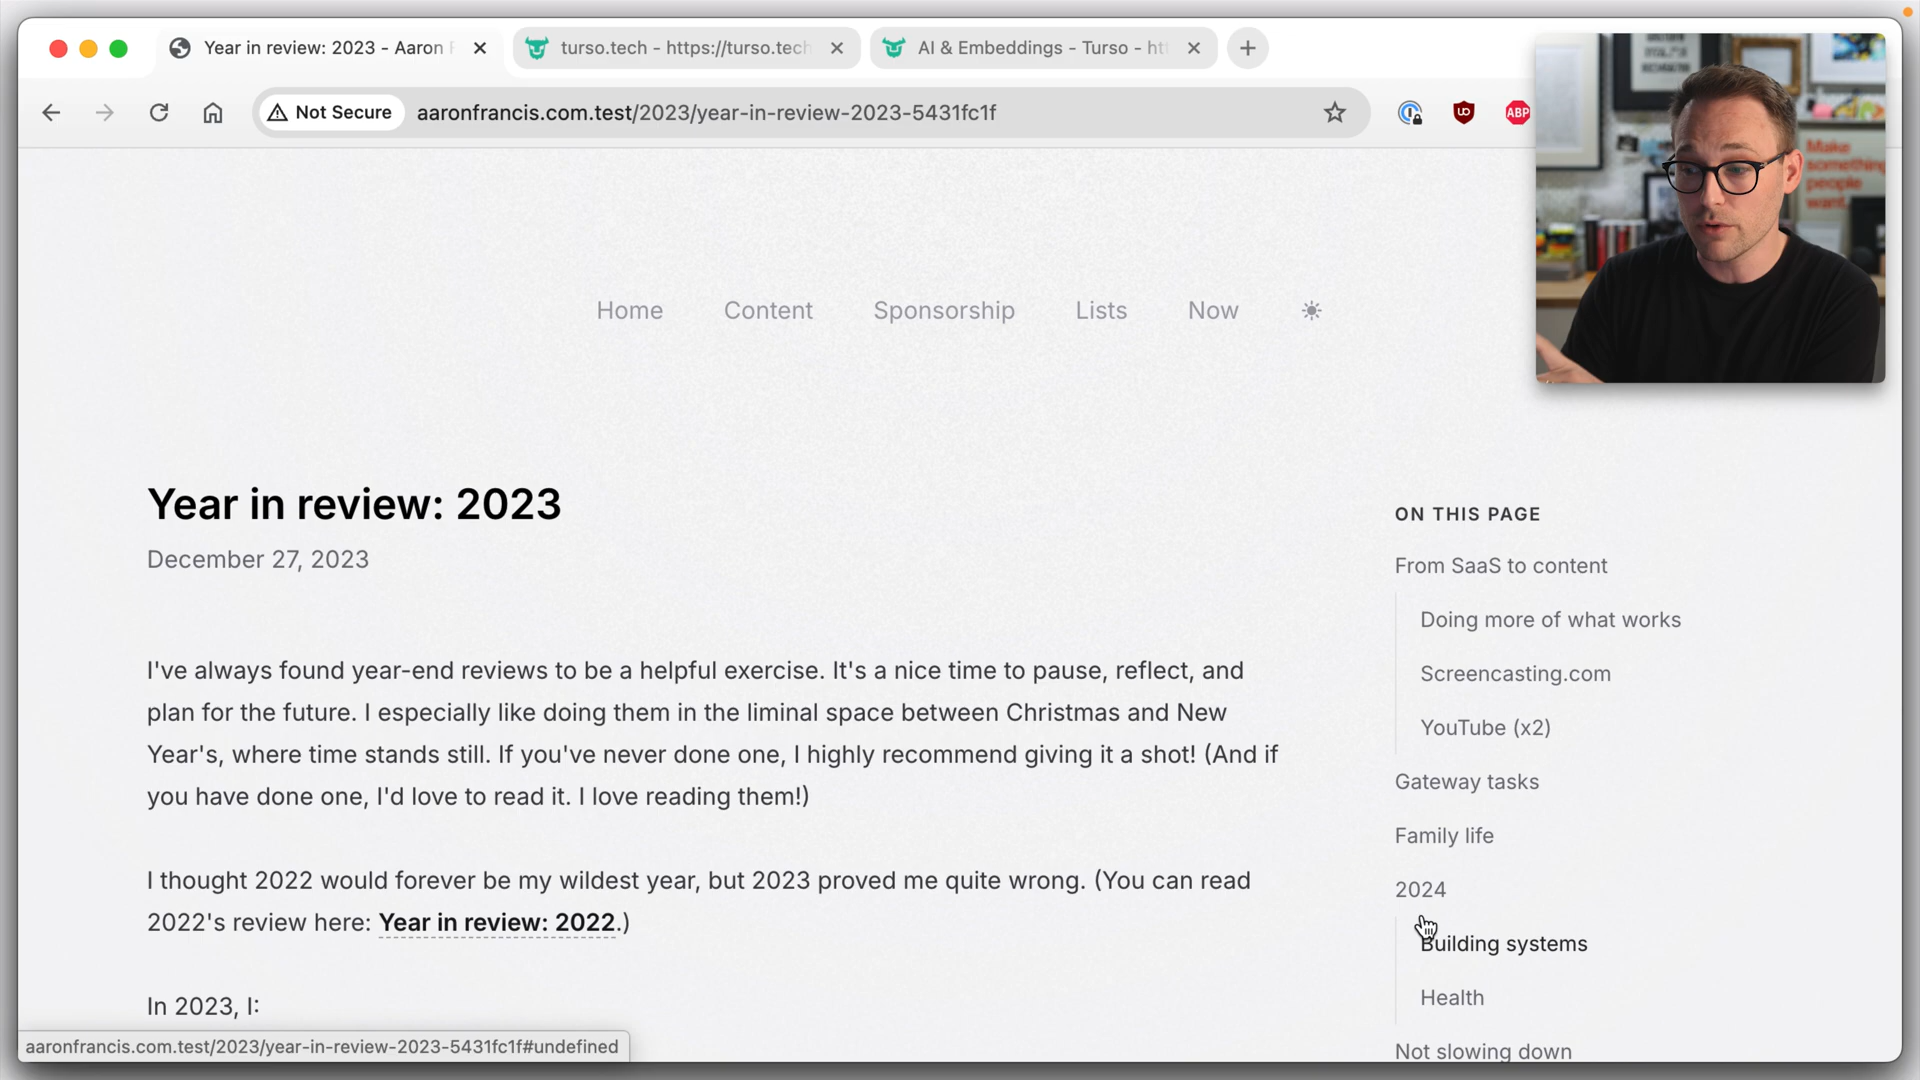 Year in review: 2023 - Aaron
turso.tech - https://turso.tech
AI & Embeddings - Turso - htt
Not Secure
aaronfrancis.com.test/2023/year-in-review-2023-5431fc1f
ABP
Make
something
people
want.
Home
Content
Sponsorship
Lists
Now
Year in review: 2023
December 27, 2023
I've always found year-end reviews to be a helpful exercise. It's a nice time to pause, reflect, and
plan for the future. I especially like doing them in the liminal space between Christmas and New
Year's, where time stands still. If you've never done one, I highly recommend giving it a shot! (And if
you have done one, I'd love to read it. I love reading them!)
I thought 2022 would forever be my wildest year, but 2023 proved me quite wrong. (You can read
2022's review here: Year in review: 2022.)
In 2023, I:
ON THIS PAGE
From SaaS to content
Doing more of what works
Screencasting.com
YouTube (x2)
Gateway tasks
Family life
2024
Building systems
Health
Not slowing down
aaronfrancis.com.test/2023/year-in-review-2023-5431fc1f#undefined